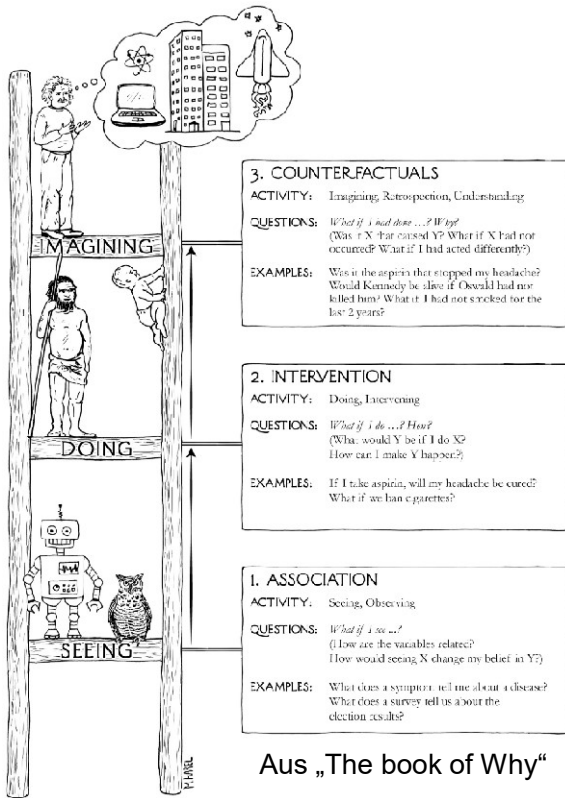 3. COUNTERFACTUALS
ACTIVITY: Imagining, Retrospection, Understanding
QUESTIONS: What if I had done …? Why?
(Was it X that caused Y? What if X had not
occurred? What if I had acted differently?)
EXAMPLES: Was it the aspirin that stopped my headache?
Would Kennedy be alive if Oswald had not
killed him? What if I had not smoked for the
last 2 years?
IMAGINING
2. INTERVENTION
ACTIVITY: Doing, Intervening
QUESTIONS: What if I do …? How?
(What would Y be if I do X?
How can I make Y happen?)
EXAMPLES: If I take aspirin, will my headache be cured?
What if we ban cigarettes?
DOING
1. ASSOCIATION
ACTIVITY: Seeing, Observing
QUESTIONS: What if I see …?
(How are the variables related?
How would seeing X change my belief in Y?)
EXAMPLES: What does a symptom tell me about a disease?
What does a survey tell us about the
election results?
SEEING
Aus „The book of Why“